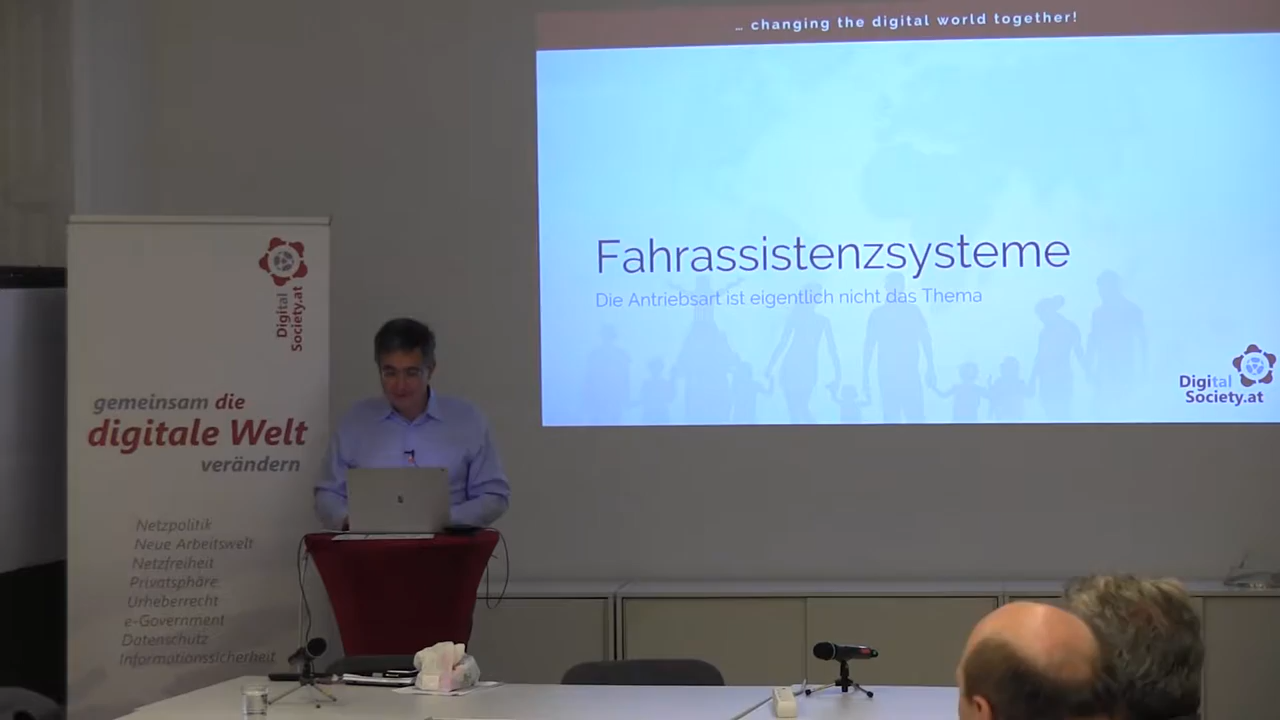 … changing the digital world together!
Fahrassistenzsysteme
Die Antriebsart ist eigentlich nicht das Thema
Digital
Society.at
Digital
Society.at
gemeinsam die
digitale Welt
verändern
Netzpolitik
Neue Arbeitswelt
Netzfreiheit
Privatsphäre
Urheberrecht
e-Government
Datenschutz
Informationssicherheit